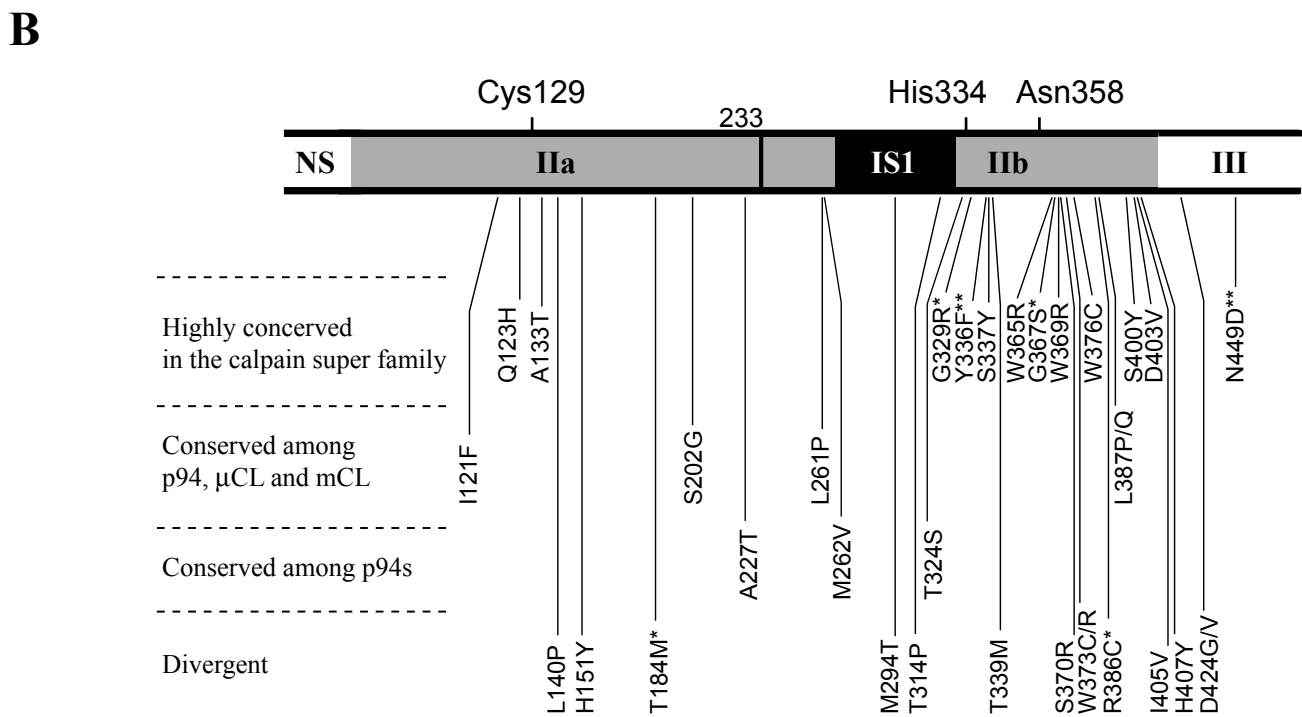 B
Cys129
233
His334
Asn358
NS
IIa
IS1
IIb
III
Highly concerved
in the calpain super family
Q123H
A133T
G329R*
Y336F**
S337Y
W365R
G367S*
W369R
W376C
S400Y
D403V
N449D**
Conserved among
p94, μCL and mCL
I121F
S202G
L261P
L387P/Q
Conserved among p94s
A227T
M262V
T324S
Divergent
L140P
H151Y
T184M*
M294T
T314P
T339M
S370R
W373C/R
R386C*
I405V
H407Y
D424G/V